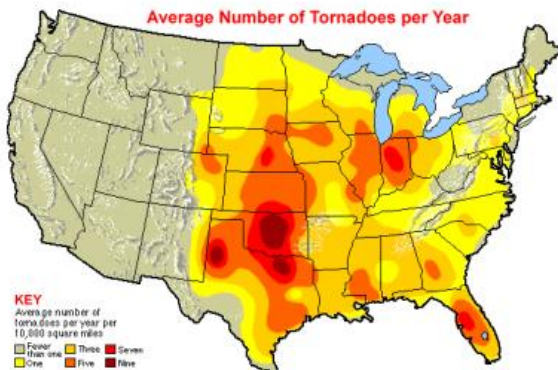 Average Number of Tornadoes per Year
KEY
Average number of
tornadoes per year per
10,000 square miles
Fewer than one
Three
Seven
One
Five
Nine